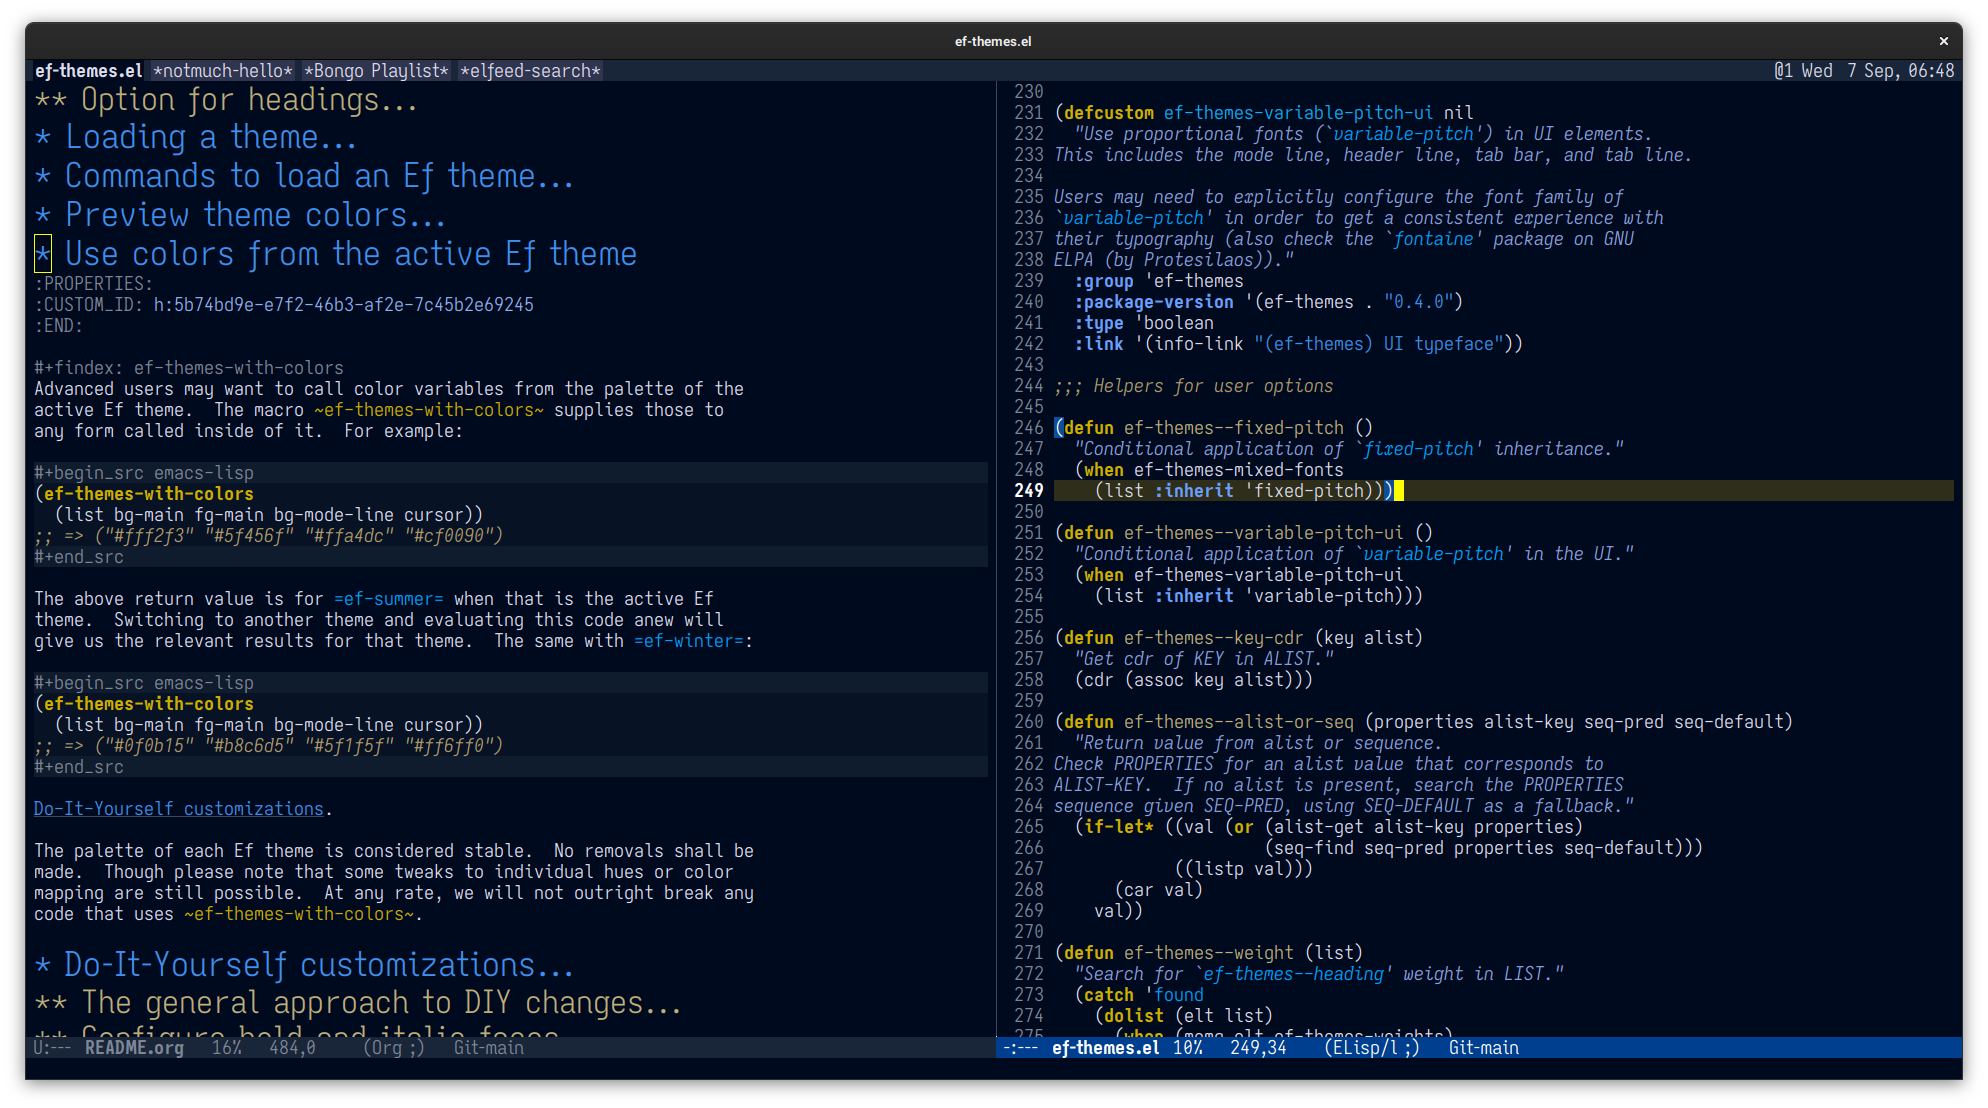 ef-themes.el
×
ef-themes.el *notmuch-hello* *Bongo Playlist* *elfeed-search* @1 Wed  7 Sep, 06:48
** Option for headings...
* Loading a theme...
* Commands to load an Ef theme...
* Preview theme colors...
* Use colors from the active Ef theme
:PROPERTIES:
:CUSTOM_ID: h:5b74bd9e-e7f2-46b3-af2e-7c45b2e69245
:END:

#+findex: ef-themes-with-colors
Advanced users may want to call color variables from the palette of the
active Ef theme.  The macro ~ef-themes-with-colors~ supplies those to
any form called inside of it.  For example:

#+begin_src emacs-lisp
(ef-themes-with-colors
  (list bg-main fg-main bg-mode-line cursor))
;; => ("#fff2f3" "#5f456f" "#ffa4dc" "#cf0090")
#+end_src

The above return value is for =ef-summer= when that is the active Ef
theme.  Switching to another theme and evaluating this code anew will
give us the relevant results for that theme.  The same with =ef-winter=:

#+begin_src emacs-lisp
(ef-themes-with-colors
  (list bg-main fg-main bg-mode-line cursor))
;; => ("#0f0b15" "#b8c6d5" "#5f1f5f" "#ff6ff0")
#+end_src

Do-It-Yourself customizations.

The palette of each Ef theme is considered stable.  No removals shall be
made.  Though please note that some tweaks to individual hues or color
mapping are still possible.  At any rate, we will not outright break any
code that uses ~ef-themes-with-colors~.

* Do-It-Yourself customizations...
** The general approach to DIY changes...
** Configure bold and italic faces
U:---  README.org   16%   484,0     (Org ;)   Git-main
230
231 (defcustom ef-themes-variable-pitch-ui nil
232   "Use proportional fonts (`variable-pitch') in UI elements.
233 This includes the mode line, header line, tab bar, and tab line.
234
235 Users may need to explicitly configure the font family of
236 `variable-pitch' in order to get a consistent experience with
237 their typography (also check the `fontaine' package on GNU
238 ELPA (by Protesilaos))."
239   :group 'ef-themes
240   :package-version '(ef-themes . "0.4.0")
241   :type 'boolean
242   :link '(info-link "(ef-themes) UI typeface"))
243
244 ;;; Helpers for user options
245
246 (defun ef-themes--fixed-pitch ()
247   "Conditional application of `fixed-pitch' inheritance."
248   (when ef-themes-mixed-fonts
249     (list :inherit 'fixed-pitch)))
250
251 (defun ef-themes--variable-pitch-ui ()
252   "Conditional application of `variable-pitch' in the UI."
253   (when ef-themes-variable-pitch-ui
254     (list :inherit 'variable-pitch)))
255
256 (defun ef-themes--key-cdr (key alist)
257   "Get cdr of KEY in ALIST."
258   (cdr (assoc key alist)))
259
260 (defun ef-themes--alist-or-seq (properties alist-key seq-pred seq-default)
261   "Return value from alist or sequence.
262 Check PROPERTIES for an alist value that corresponds to
263 ALIST-KEY.  If no alist is present, search the PROPERTIES
264 sequence given SEQ-PRED, using SEQ-DEFAULT as a fallback."
265   (if-let* ((val (or (alist-get alist-key properties)
266                      (seq-find seq-pred properties seq-default)))
267             ((listp val)))
268       (car val)
269     val))
270
271 (defun ef-themes--weight (list)
272   "Search for `ef-themes--heading' weight in LIST."
273   (catch 'found
274     (dolist (elt list)
275       (when (memq elt ef-themes-weights)
-:---  ef-themes.el  10%   249,34    (ELisp/l ;)   Git-main